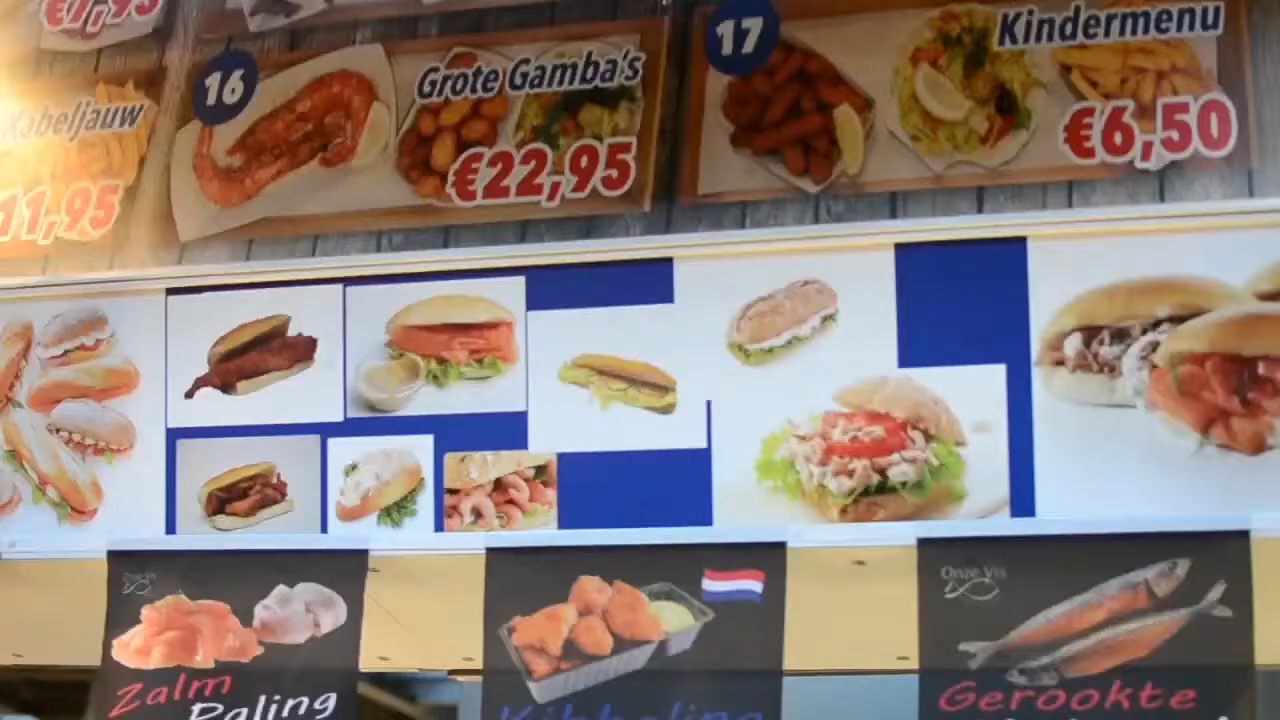 €7,95
16
Grote Gamba's
€22,95
17
Kindermenu
€6,50
Kabeljauw
11,95
Zalm
Paling
Kibbeling
Onze Vis
Gerookte